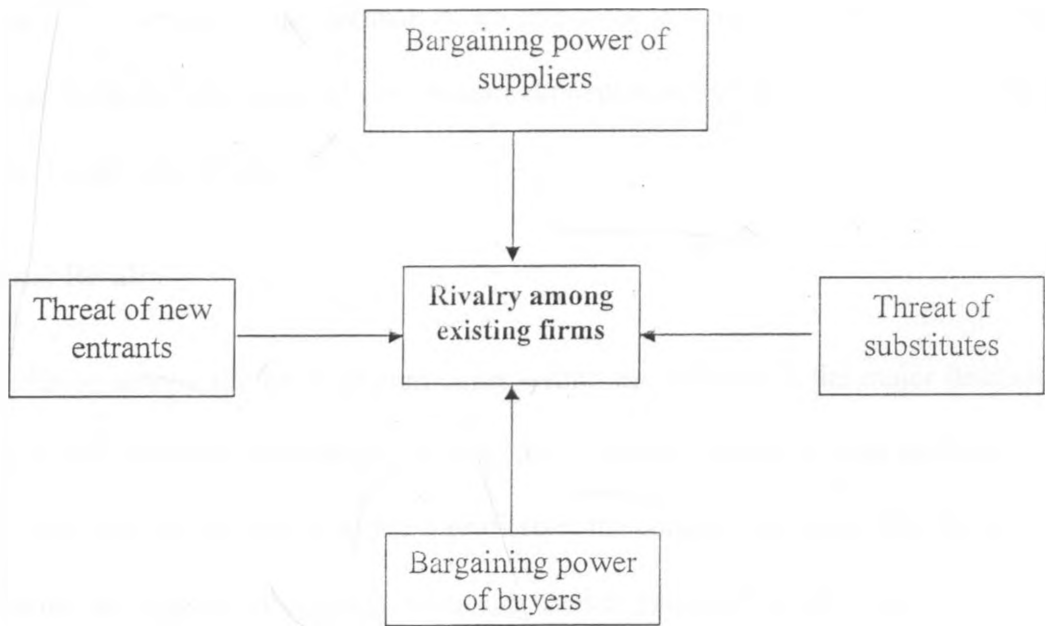 Bargaining power of
suppliers
Threat of new
entrants
Rivalry among
existing firms
Threat of
substitutes
Bargaining power
of buyers